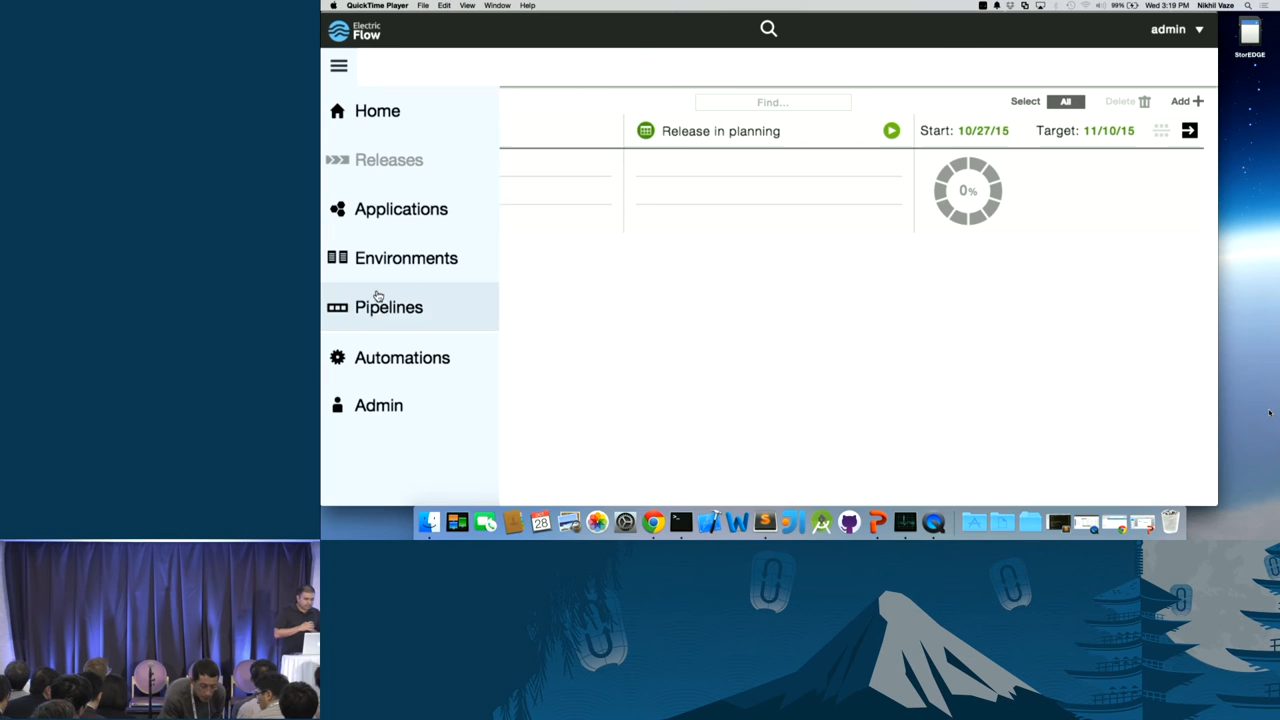 QuickTime Player File Edit View Window Help 99% Wed 3:19 PM Nikhil Vaze
Electric
Flow
admin
StorEDGE
Home
Find...
Select All Delete Add
Release in planning
Start: 10/27/15 Target: 11/10/15
Releases
0%
Applications
Environments
Pipelines
Automations
Admin
28